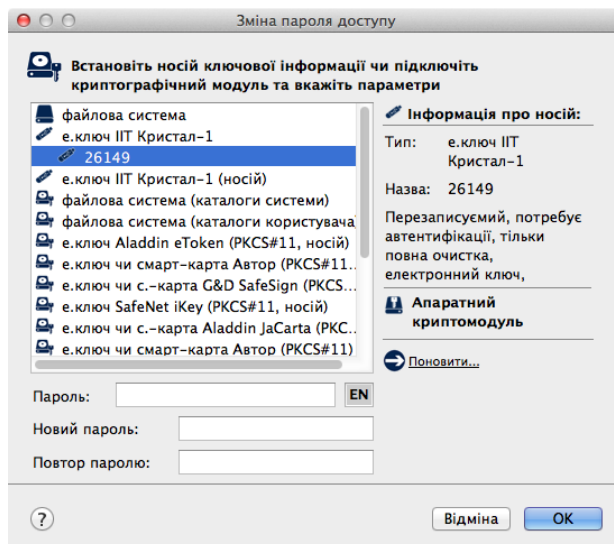 Зміна пароля доступу
Встановіть носій ключової інформації чи підключіть
криптографічний модуль та вкажіть параметри
файлова система
е.ключ ІІТ Кристал-1
26149
е.ключ ІІТ Кристал-1 (носій)
файлова система (каталоги системи)
файлова система (каталоги користувача
е.ключ Aladdin eToken (PKCS#11, носій)
е.ключ чи смарт-карта Автор (PKCS#11...
е.ключ чи с.-карта G&D SafeSign (PKCS...
е.ключ SafeNet iKey (PKCS#11, носій)
е.ключ чи с.-карта Aladdin JaCarta (PKC...
е.ключ чи смарт-карта Автор (PKCS#11)
Інформація про носій:
Тип: е.ключ ІІТ
Кристал-1
Назва: 26149
Перезаписуємий, потребує
автентифікації, тільки
повна очистка,
електронний ключ,
Апаратний
криптомодуль
Поновити...
Пароль: EN
Новий пароль:
Повтор паролю:
? Відміна OK